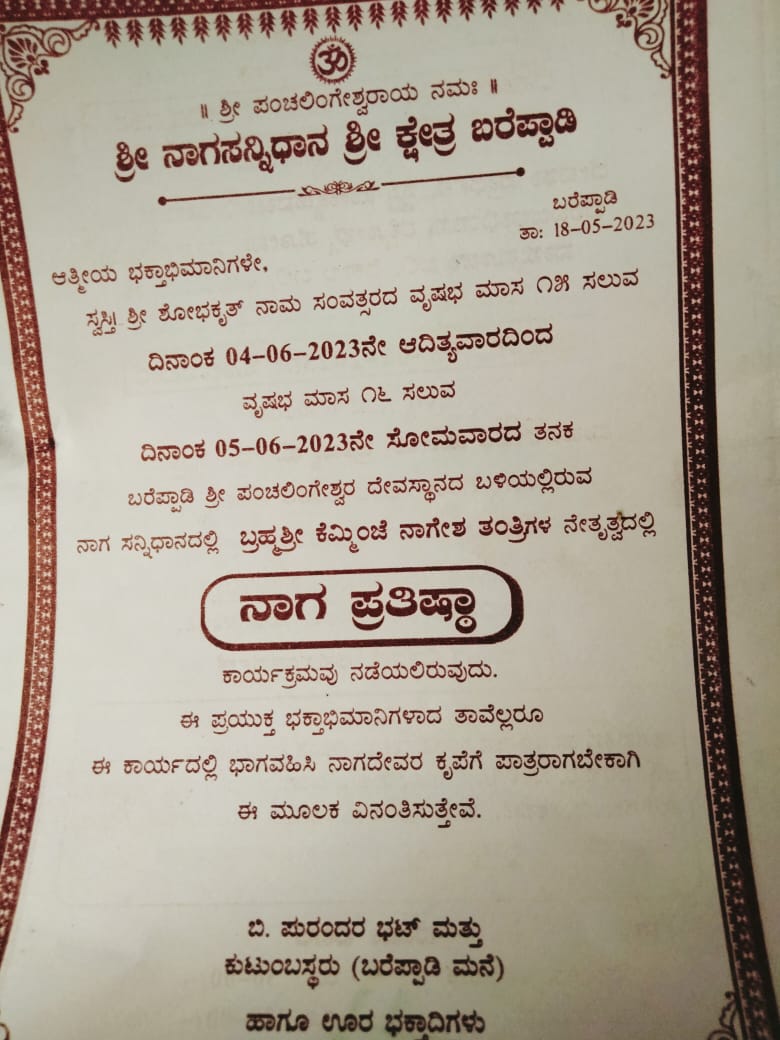 ॐ
॥ ಶ್ರೀ ಪಂಚಲಿಂಗೇಶ್ವರಾಯ ನಮಃ ॥
ಶ್ರೀ ನಾಗಸನ್ನಿಧಾನ ಶ್ರೀ ಕ್ಷೇತ್ರ ಬರೆಪ್ಪಾಡಿ
ಬರೆಪ್ಪಾಡಿ
ತಾ: 18-05-2023
ಆತ್ಮೀಯ ಭಕ್ತಾಭಿಮಾನಿಗಳೇ,
ಸ್ವಸ್ತಿ। ಶ್ರೀ ಶೋಭಕೃತ್ ನಾಮ ಸಂವತ್ಸರದ ವೃಷಭ ಮಾಸ ೧೫ ಸಲುವ
ದಿನಾಂಕ 04-06-2023ನೇ ಆದಿತ್ಯವಾರದಿಂದ
ವೃಷಭ ಮಾಸ ೧೬ ಸಲುವ
ದಿನಾಂಕ 05-06-2023ನೇ ಸೋಮವಾರದ ತನಕ
ಬರೆಪ್ಪಾಡಿ ಶ್ರೀ ಪಂಚಲಿಂಗೇಶ್ವರ ದೇವಸ್ಥಾನದ ಬಳಿಯಲ್ಲಿರುವ
ನಾಗ ಸನ್ನಿಧಾನದಲ್ಲಿ ಬ್ರಹ್ಮಶ್ರೀ ಕೆಮ್ಮಿಂಜೆ ನಾಗೇಶ ತಂತ್ರಿಗಳ ನೇತೃತ್ವದಲ್ಲಿ
ನಾಗ ಪ್ರತಿಷ್ಠಾ
ಕಾರ್ಯಕ್ರಮವು ನಡೆಯಲಿರುವುದು.
ಈ ಪ್ರಯುಕ್ತ ಭಕ್ತಾಭಿಮಾನಿಗಳಾದ ತಾವೆಲ್ಲರೂ
ಈ ಕಾರ್ಯದಲ್ಲಿ ಭಾಗವಹಿಸಿ ನಾಗದೇವರ ಕೃಪೆಗೆ ಪಾತ್ರರಾಗಬೇಕಾಗಿ
ಈ ಮೂಲಕ ವಿನಂತಿಸುತ್ತೇವೆ.
ಬಿ. ಪುರಂದರ ಭಟ್ ಮತ್ತು
ಕುಟುಂಬಸ್ಥರು (ಬರೆಪ್ಪಾಡಿ ಮನೆ)
ಹಾಗೂ ಊರ ಭಕ್ತಾದಿಗಳು